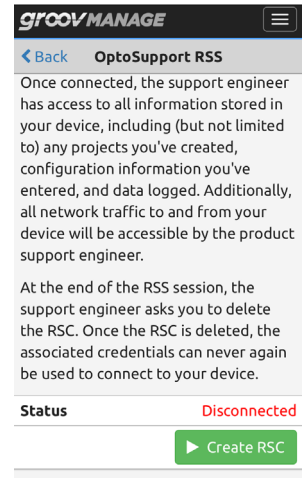 groov MANAGE
Back OptoSupport RSS
Once connected, the support engineer
has access to all information stored in
your device, including (but not limited
to) any projects you've created,
configuration information you've
entered, and data logged. Additionally,
all network traffic to and from your
device will be accessible by the product
support engineer.
At the end of the RSS session, the
support engineer asks you to delete
the RSC. Once the RSC is deleted, the
associated credentials can never again
be used to connect to your device.
Status Disconnected
Create RSC